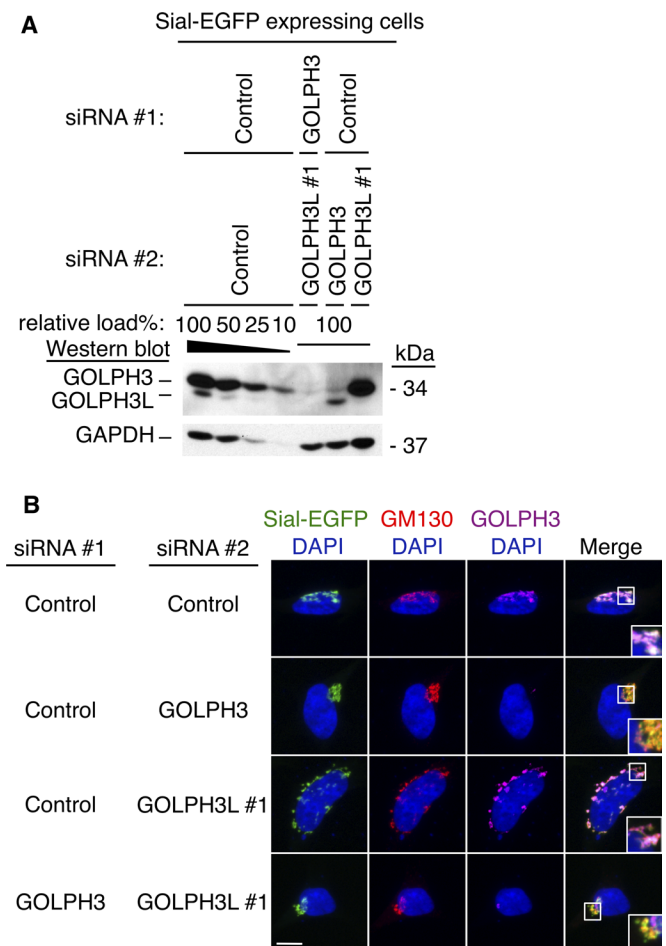 A
Sial-EGFP expressing cells
siRNA #1:
Control
GOLPH3
Control
siRNA #2:
Control
GOLPH3L #1
GOLPH3
GOLPH3L #1
relative load%: 100 50 25 10 100
Western blot
kDa
GOLPH3 –
- 34
GOLPH3L –
GAPDH –
- 37
B
Sial-EGFP GM130 GOLPH3
siRNA #1 siRNA #2 DAPI DAPI DAPI Merge
Control Control
Control GOLPH3
Control GOLPH3L #1
GOLPH3 GOLPH3L #1